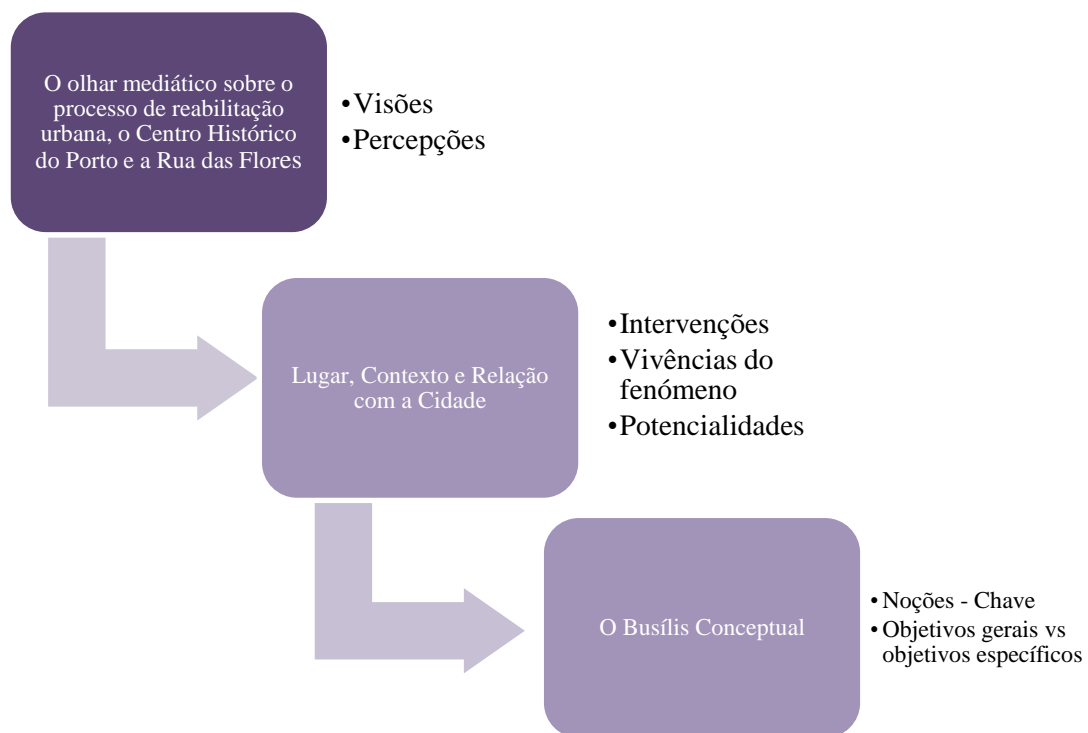 O olhar mediático sobre o
processo de reabilitação
urbana, o Centro Histórico
do Porto e a Rua das Flores
•Visões
•Percepções
Lugar, Contexto e Relação
com a Cidade
•Intervenções
•Vivências do
fenómeno
•Potencialidades
O Busílis Conceptual
• Noções - Chave
• Objetivos gerais vs
objetivos específicos